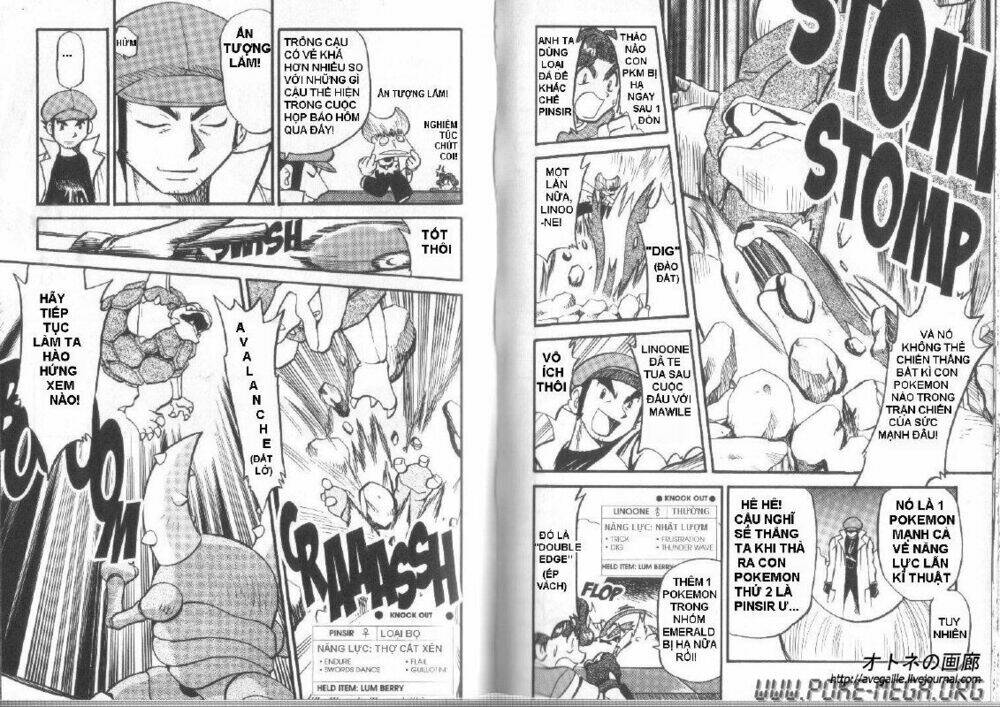 STOMP
STOMP
THẢO
NÀO CON
PKM BỊ
HẠ
NGAY
SAU 1
ĐÒN
ANH TA
DÙNG
LOẠI
ĐÁ ĐỂ
KHẮC
CHẾ
PINSIR
MỘT
LẦN
NỮA,
LINOO
-NE!
"DIG"
(ĐÀO
ĐẤT)
LINOONE
ĐÃ TE
TUA SAU
CUỘC
ĐẤU VỚI
MAWILE
VÔ
ÍCH
THÔI
VÀ NÓ
KHÔNG THỂ
CHIẾN THẮNG
BẤT KÌ CON
POKEMON
NÀO TRONG
TRẬN CHIẾN
CỦA SỨC
MẠNH ĐÂU!
NÓ LÀ 1
POKEMON
MẠNH CẢ
VỀ NĂNG
LỰC LẪN
KĨ THUẬT
TUY
NHIÊN
HÊ HÊ!
CẬU NGHĨ
SẼ THẮNG
TA KHI THẢ
RA CON
POKEMON
THỨ 2 LÀ
PINSIR Ư...
KNOCK OUT
LINOONE ♀ THƯỜNG
NĂNG LỰC: NHẶT LƯỢM
• TRICK • FRUSTRATION
• DIG • THUNDER WAVE
HELD ITEM: LUM BERRY
ĐÓ LÀ
"DOUBLE
EDGE"
(ÉP
VÁCH)
FLOP
THÊM 1
POKEMON
TRONG
NHÓM
EMERALD
BỊ HẠ NỮA
RỒI!
オトネの画廊
http://avegaille.livejournal.com
WWW.POKE-MEGA.ORG
TRÔNG CẬU
CÓ VẺ KHÁ
HƠN NHIỀU SO
VỚI NHỮNG GÌ
CẬU THỂ HIỆN
TRONG CUỘC
HỌP BÁO HÔM
QUA ĐẤY!
ẤN TƯỢNG LẮM!
NGHIÊM
TÚC
CHÚT
COI!
ẤN
TƯỢNG
LẮM!
HỪM
...
SWISH
TỐT
THÔI
AVALANCHE
(ĐẤT
LỞ)
HÃY
TIẾP
TỤC
LÀM TA
HÀO
HỨNG
XEM
NÀO!
CRAAASSH
KNOCK OUT
PINSIR ♀ LOẠI BỌ
NĂNG LỰC: THỢ CẮT XÉN
• ENDURE • FLAIL
• SWORDS DANCE • GUILLOTINE
HELD ITEM: LUM BERRY